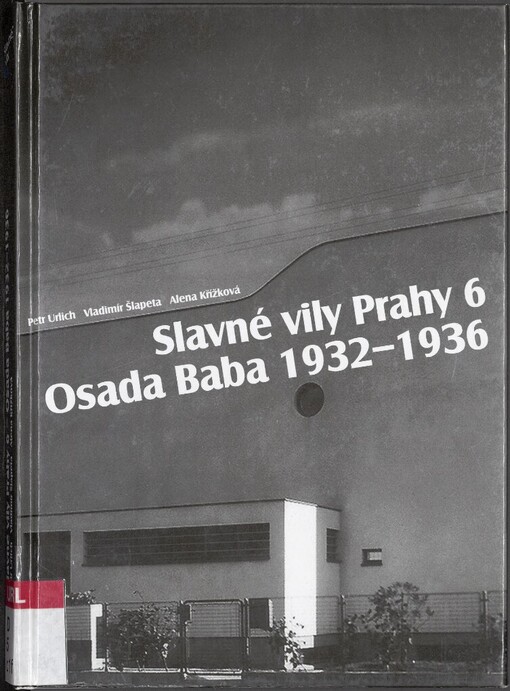 Petr Urlich Vladimír Šlapeta Alena Křížková
Slavné vily Prahy 6
Osada Baba 1932–1936